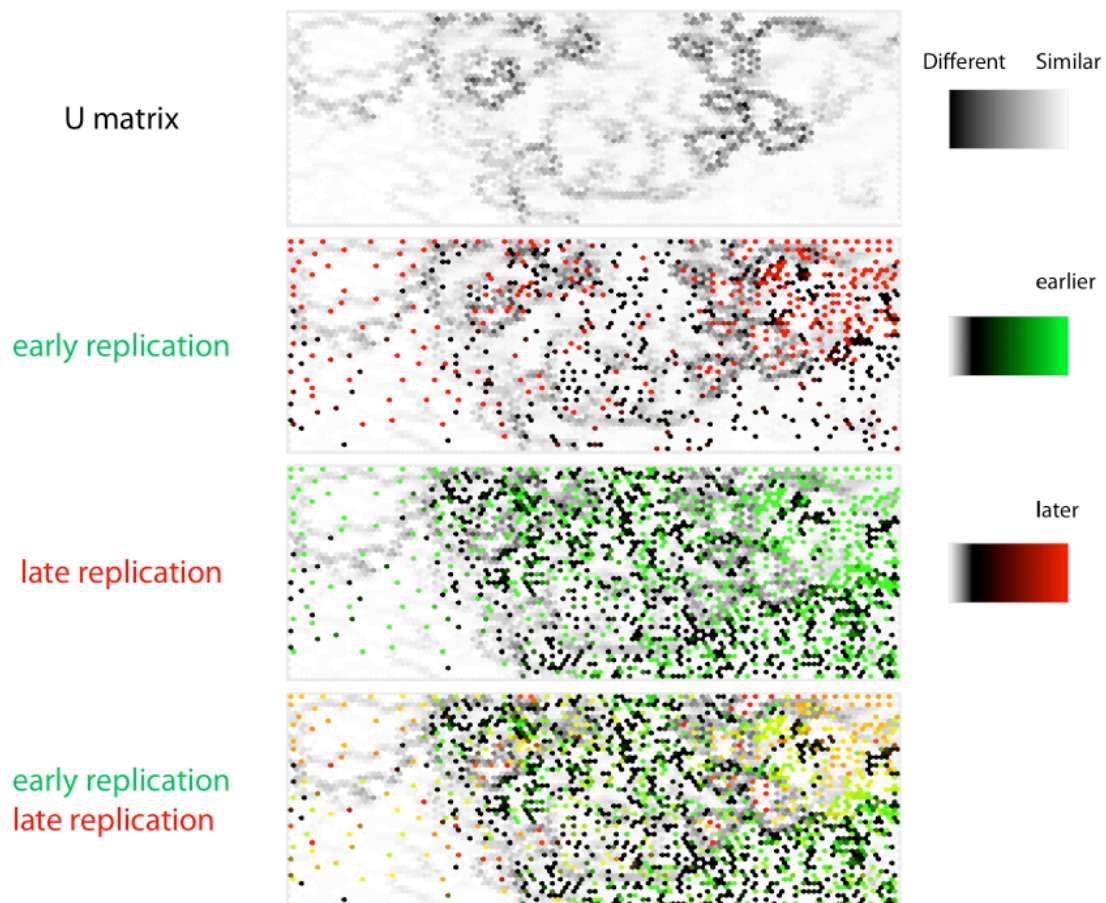 Different Similar
U matrix
earlier
early replication
later
late replication
early replication
late replication